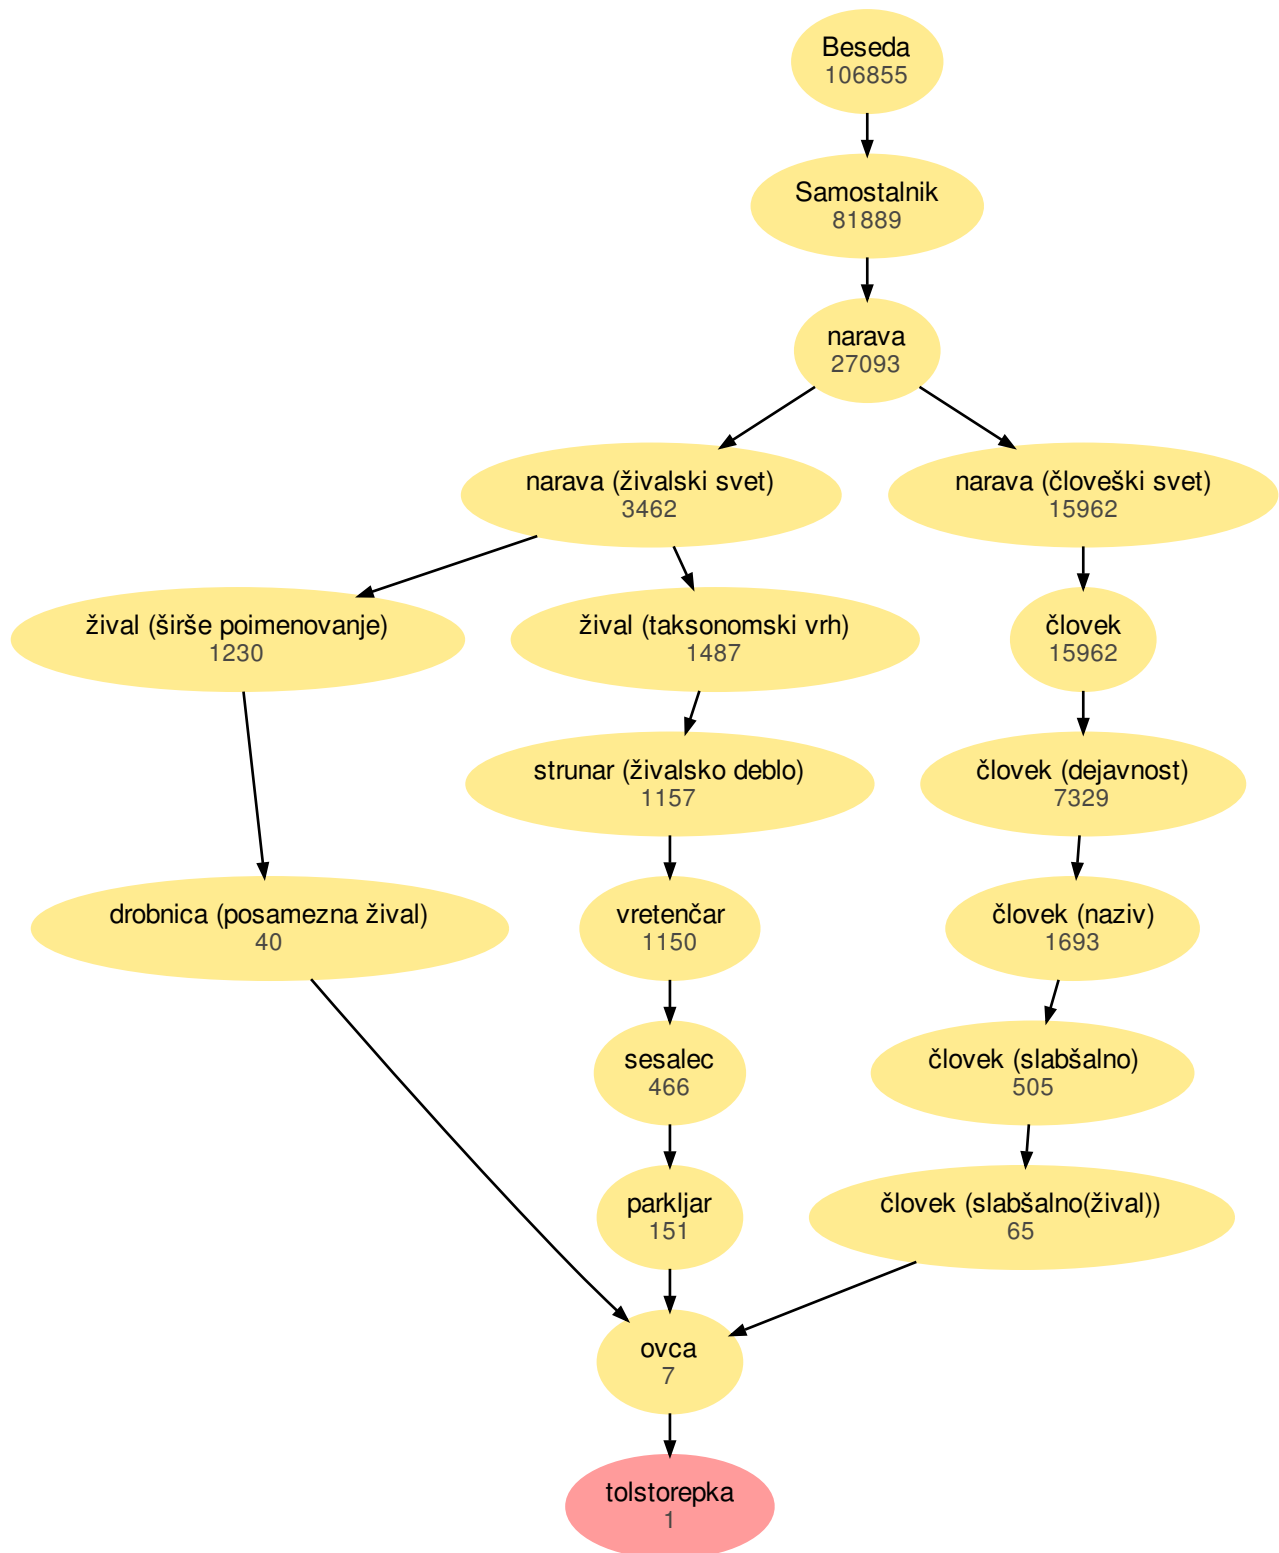 Beseda
106855
Samostalnik
81889
narava
27093
narava (živalski svet)
3462
narava (človeški svet)
15962
žival (širše poimenovanje)
1230
žival (taksonomski vrh)
1487
človek
15962
strunar (živalsko deblo)
1157
človek (dejavnost)
7329
drobnica (posamezna žival)
40
vretenčar
1150
človek (naziv)
1693
sesalec
466
človek (slabšalno)
505
parkljar
151
človek (slabšalno(žival))
65
ovca
7
tolstorepka
1